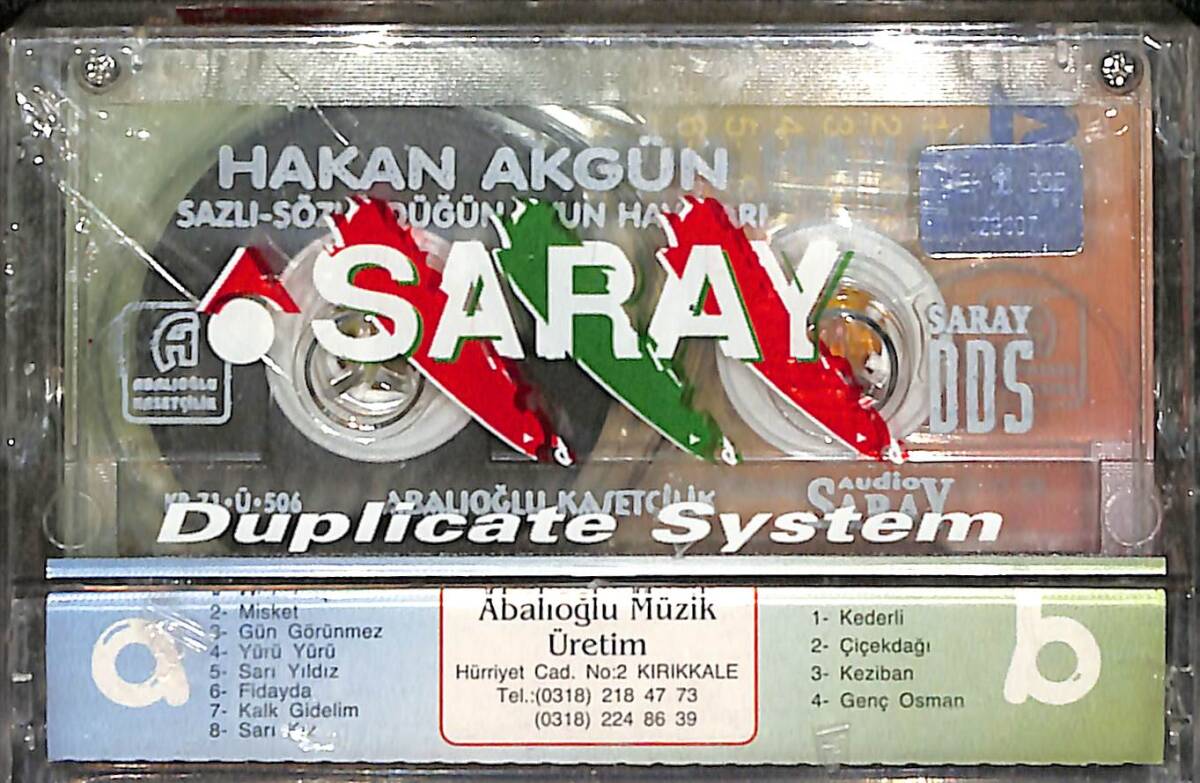 HAKAN AKGÜN
SAZLI-SÖZ DÜĞÜN
SARAY
ABALIOĞLU
KASETÇİLİK
SARAY
DDS
Ü-506
ABALIOĞLU KASETÇİLİK
Audio
SARAY
Duplicate System
a
2- Misket
3- Gün Görünmez
4- Yürü Yürü
5- Sarı Yıldız
6- Fidayda
7- Kalk Gidelim
8- Sarı Kız
Abalıoğlu Müzik
Üretim
Hürriyet Cad. No:2 KIRIKKALE
Tel.:(0318) 218 47 73
(0318) 224 86 39
1- Kederli
2- Çiçekdağı
3- Keziban
4- Genç Osman
b